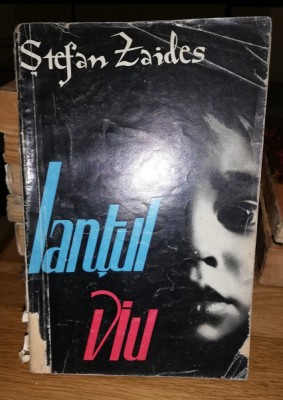 Ștefan Zaides
lanțul
viu